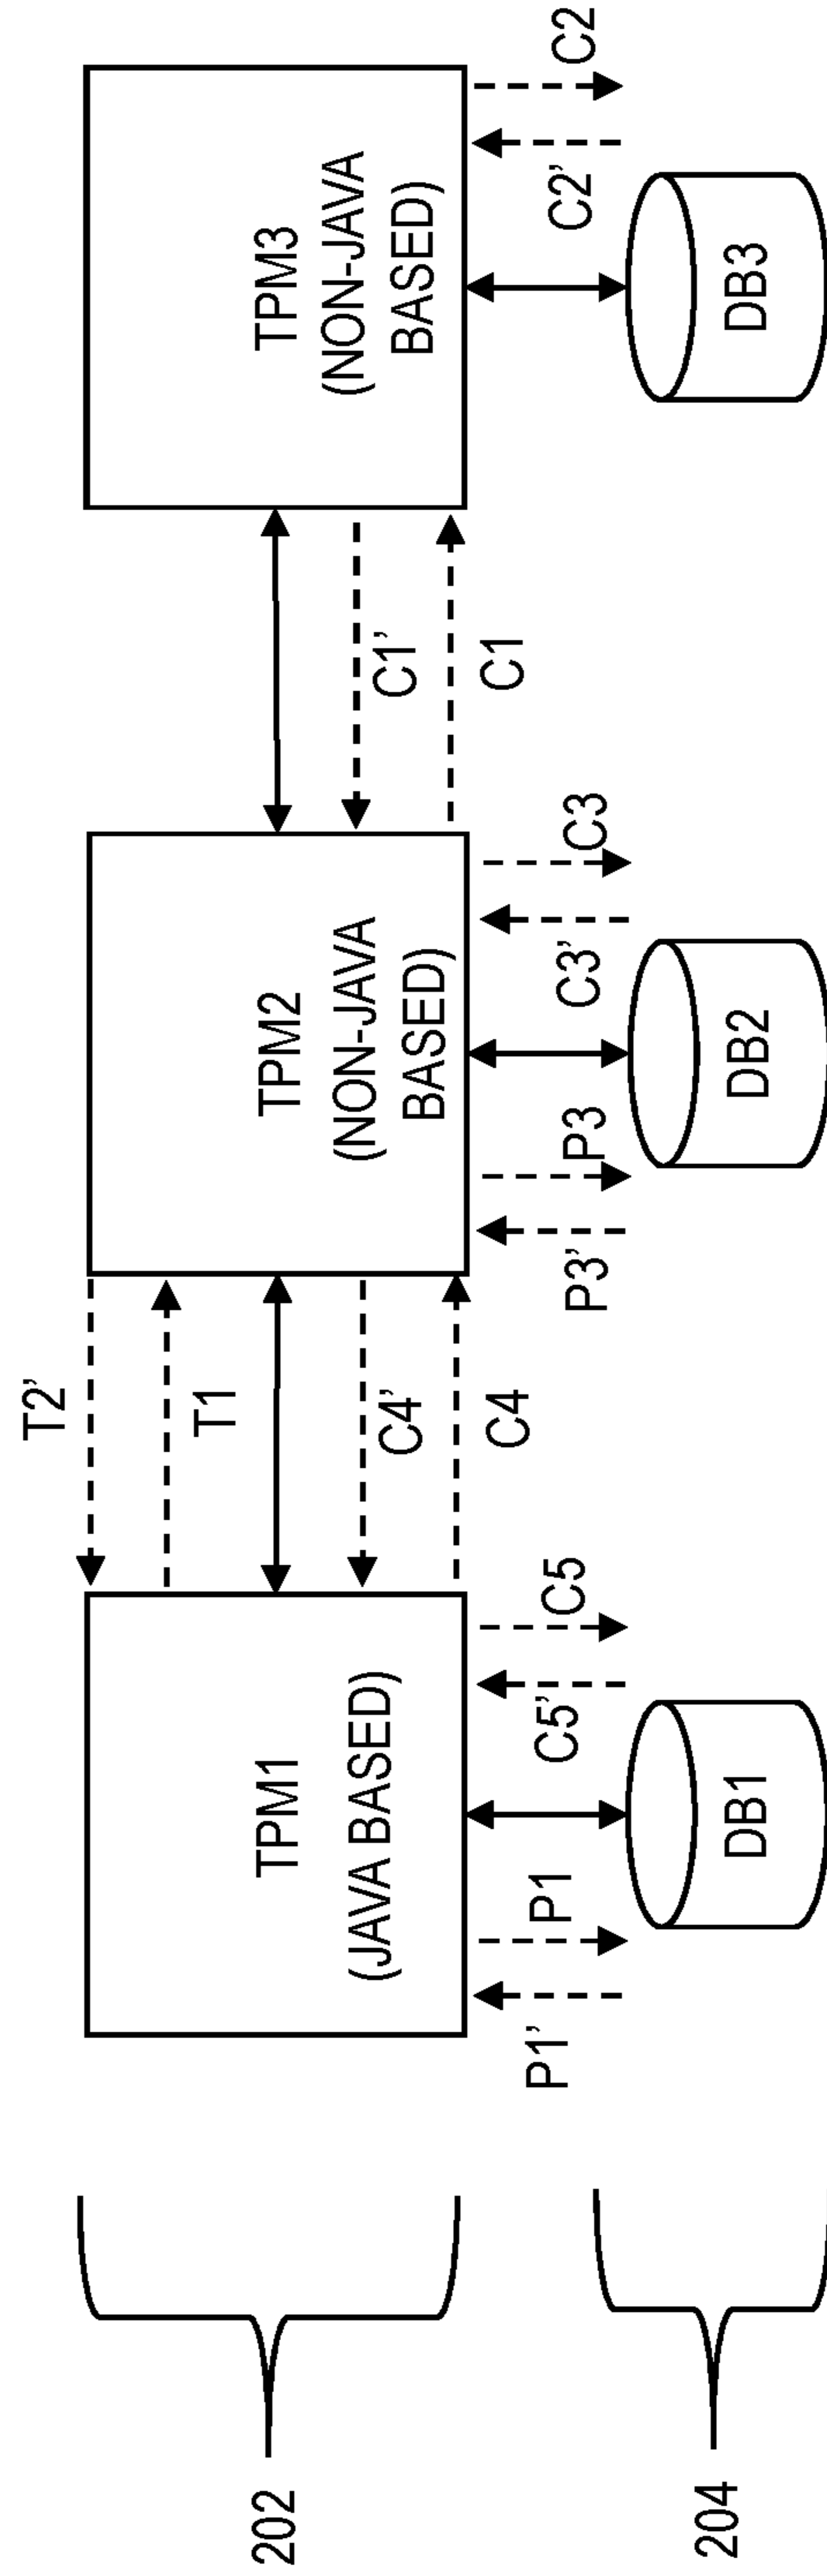 202
T2'
T1
C4'
C4
C1'
C1
TPM1
(JAVA BASED)
TPM2
(NON-JAVA
BASED)
TPM3
(NON-JAVA
BASED)
P1'
P1
C5'
C5
P3'
P3
C3'
C3
C2'
C2
204
DB1
DB2
DB3